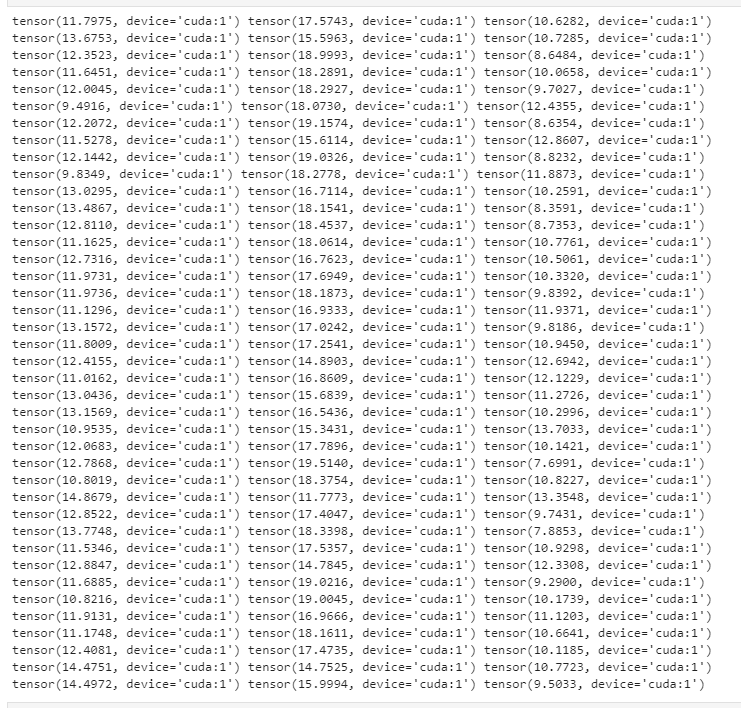 tensor(11.7975, device='cuda:1') tensor(17.5743, device='cuda:1') tensor(10.6282, device='cuda:1')
tensor(13.6753, device='cuda:1') tensor(15.5963, device='cuda:1') tensor(10.7285, device='cuda:1')
tensor(12.3523, device='cuda:1') tensor(18.9993, device='cuda:1') tensor(8.6484, device='cuda:1')
tensor(11.6451, device='cuda:1') tensor(18.2891, device='cuda:1') tensor(10.0658, device='cuda:1')
tensor(12.0045, device='cuda:1') tensor(18.2927, device='cuda:1') tensor(9.7027, device='cuda:1')
tensor(9.4916, device='cuda:1') tensor(18.0730, device='cuda:1') tensor(12.4355, device='cuda:1')
tensor(12.2072, device='cuda:1') tensor(19.1574, device='cuda:1') tensor(8.6354, device='cuda:1')
tensor(11.5278, device='cuda:1') tensor(15.6114, device='cuda:1') tensor(12.8607, device='cuda:1')
tensor(12.1442, device='cuda:1') tensor(19.0326, device='cuda:1') tensor(8.8232, device='cuda:1')
tensor(9.8349, device='cuda:1') tensor(18.2778, device='cuda:1') tensor(11.8873, device='cuda:1')
tensor(13.0295, device='cuda:1') tensor(16.7114, device='cuda:1') tensor(10.2591, device='cuda:1')
tensor(13.4867, device='cuda:1') tensor(18.1541, device='cuda:1') tensor(8.3591, device='cuda:1')
tensor(12.8110, device='cuda:1') tensor(18.4537, device='cuda:1') tensor(8.7353, device='cuda:1')
tensor(11.1625, device='cuda:1') tensor(18.0614, device='cuda:1') tensor(10.7761, device='cuda:1')
tensor(12.7316, device='cuda:1') tensor(16.7623, device='cuda:1') tensor(10.5061, device='cuda:1')
tensor(11.9731, device='cuda:1') tensor(17.6949, device='cuda:1') tensor(10.3320, device='cuda:1')
tensor(11.9736, device='cuda:1') tensor(18.1873, device='cuda:1') tensor(9.8392, device='cuda:1')
tensor(11.1296, device='cuda:1') tensor(16.9333, device='cuda:1') tensor(11.9371, device='cuda:1')
tensor(13.1572, device='cuda:1') tensor(17.0242, device='cuda:1') tensor(9.8186, device='cuda:1')
tensor(11.8009, device='cuda:1') tensor(17.2541, device='cuda:1') tensor(10.9450, device='cuda:1')
tensor(12.4155, device='cuda:1') tensor(14.8903, device='cuda:1') tensor(12.6942, device='cuda:1')
tensor(11.0162, device='cuda:1') tensor(16.8609, device='cuda:1') tensor(12.1229, device='cuda:1')
tensor(13.0436, device='cuda:1') tensor(15.6839, device='cuda:1') tensor(11.2726, device='cuda:1')
tensor(13.1569, device='cuda:1') tensor(16.5436, device='cuda:1') tensor(10.2996, device='cuda:1')
tensor(10.9535, device='cuda:1') tensor(15.3431, device='cuda:1') tensor(13.7033, device='cuda:1')
tensor(12.0683, device='cuda:1') tensor(17.7896, device='cuda:1') tensor(10.1421, device='cuda:1')
tensor(12.7868, device='cuda:1') tensor(19.5140, device='cuda:1') tensor(7.6991, device='cuda:1')
tensor(10.8019, device='cuda:1') tensor(18.3754, device='cuda:1') tensor(10.8227, device='cuda:1')
tensor(14.8679, device='cuda:1') tensor(11.7773, device='cuda:1') tensor(13.3548, device='cuda:1')
tensor(12.8522, device='cuda:1') tensor(17.4047, device='cuda:1') tensor(9.7431, device='cuda:1')
tensor(13.7748, device='cuda:1') tensor(18.3398, device='cuda:1') tensor(7.8853, device='cuda:1')
tensor(11.5346, device='cuda:1') tensor(17.5357, device='cuda:1') tensor(10.9298, device='cuda:1')
tensor(12.8847, device='cuda:1') tensor(14.7845, device='cuda:1') tensor(12.3308, device='cuda:1')
tensor(11.6885, device='cuda:1') tensor(19.0216, device='cuda:1') tensor(9.2900, device='cuda:1')
tensor(10.8216, device='cuda:1') tensor(19.0045, device='cuda:1') tensor(10.1739, device='cuda:1')
tensor(11.9131, device='cuda:1') tensor(16.9666, device='cuda:1') tensor(11.1203, device='cuda:1')
tensor(11.1748, device='cuda:1') tensor(18.1611, device='cuda:1') tensor(10.6641, device='cuda:1')
tensor(12.4081, device='cuda:1') tensor(17.4735, device='cuda:1') tensor(10.1185, device='cuda:1')
tensor(14.4751, device='cuda:1') tensor(14.7525, device='cuda:1') tensor(10.7723, device='cuda:1')
tensor(14.4972, device='cuda:1') tensor(15.9994, device='cuda:1') tensor(9.5033, device='cuda:1')